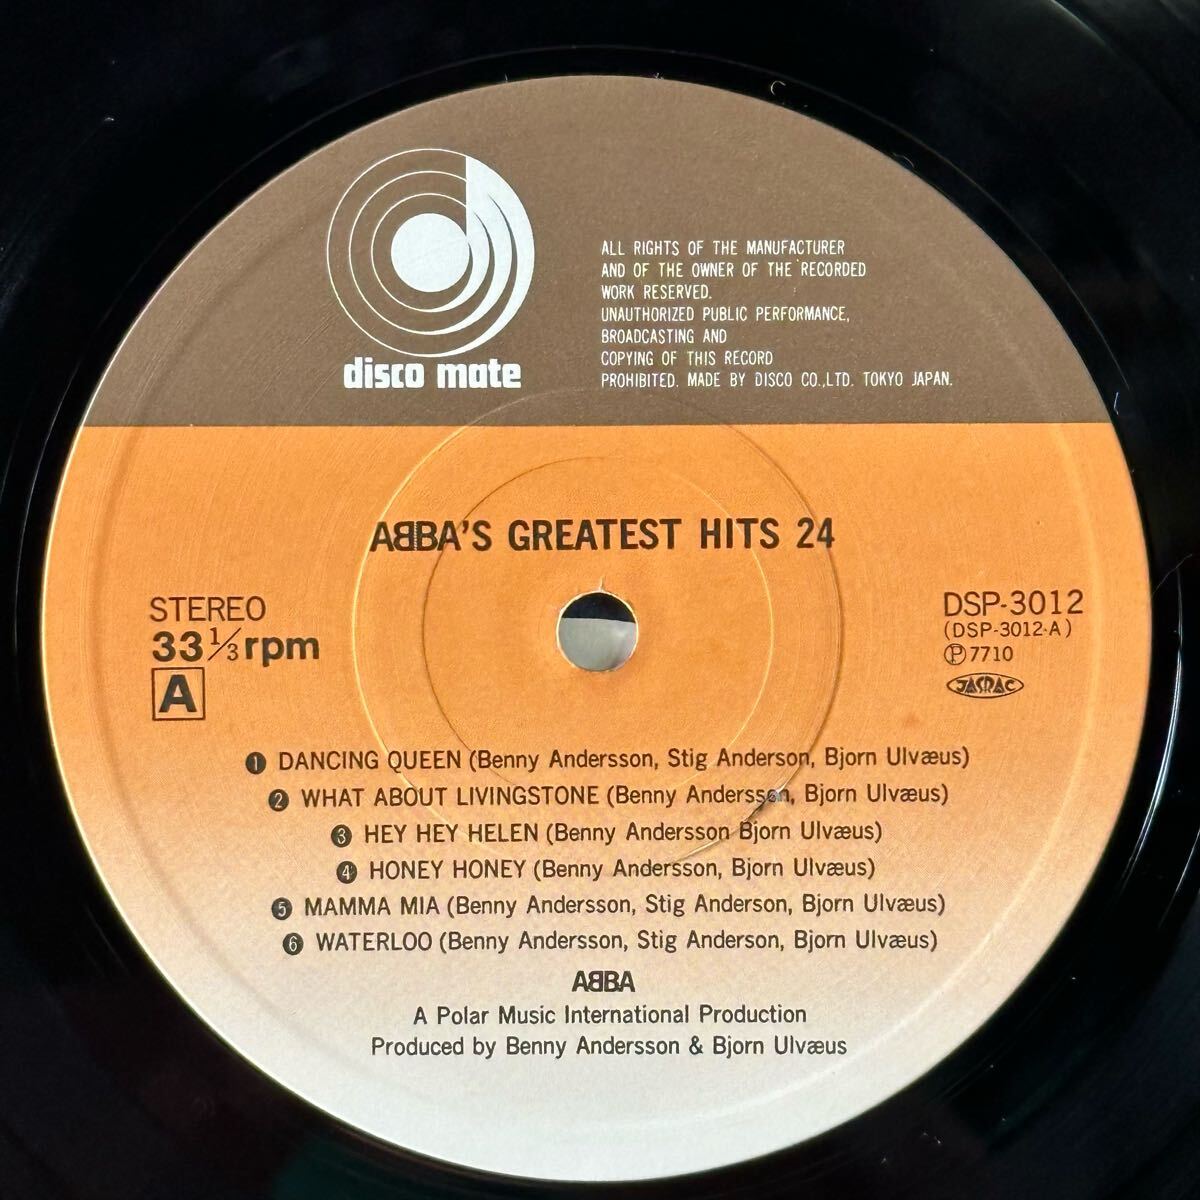 disco mate
ALL RIGHTS OF THE MANUFACTURER
AND OF THE OWNER OF THE RECORDED
WORK RESERVED.
UNAUTHORIZED PUBLIC PERFORMANCE,
BROADCASTING AND
COPYING OF THIS RECORD
PROHIBITED. MADE BY DISCO CO.,LTD. TOKYO JAPAN.
ABBA'S GREATEST HITS 24
STEREO
33 1/3 rpm
A
DSP-3012
(DSP-3012-A)
Ⓟ7710
JASRAC
❶ DANCING QUEEN (Benny Andersson, Stig Anderson, Bjorn Ulvæus)
❷ WHAT ABOUT LIVINGSTONE (Benny Andersson, Bjorn Ulvæus)
❸ HEY HEY HELEN (Benny Andersson Bjorn Ulvæus)
❹ HONEY HONEY (Benny Andersson, Bjorn Ulvæus)
❺ MAMMA MIA (Benny Andersson, Stig Anderson, Bjorn Ulvæus)
❻ WATERLOO (Benny Andersson, Stig Anderson, Bjorn Ulvæus)
ABBA
A Polar Music International Production
Produced by Benny Andersson & Bjorn Ulvæus